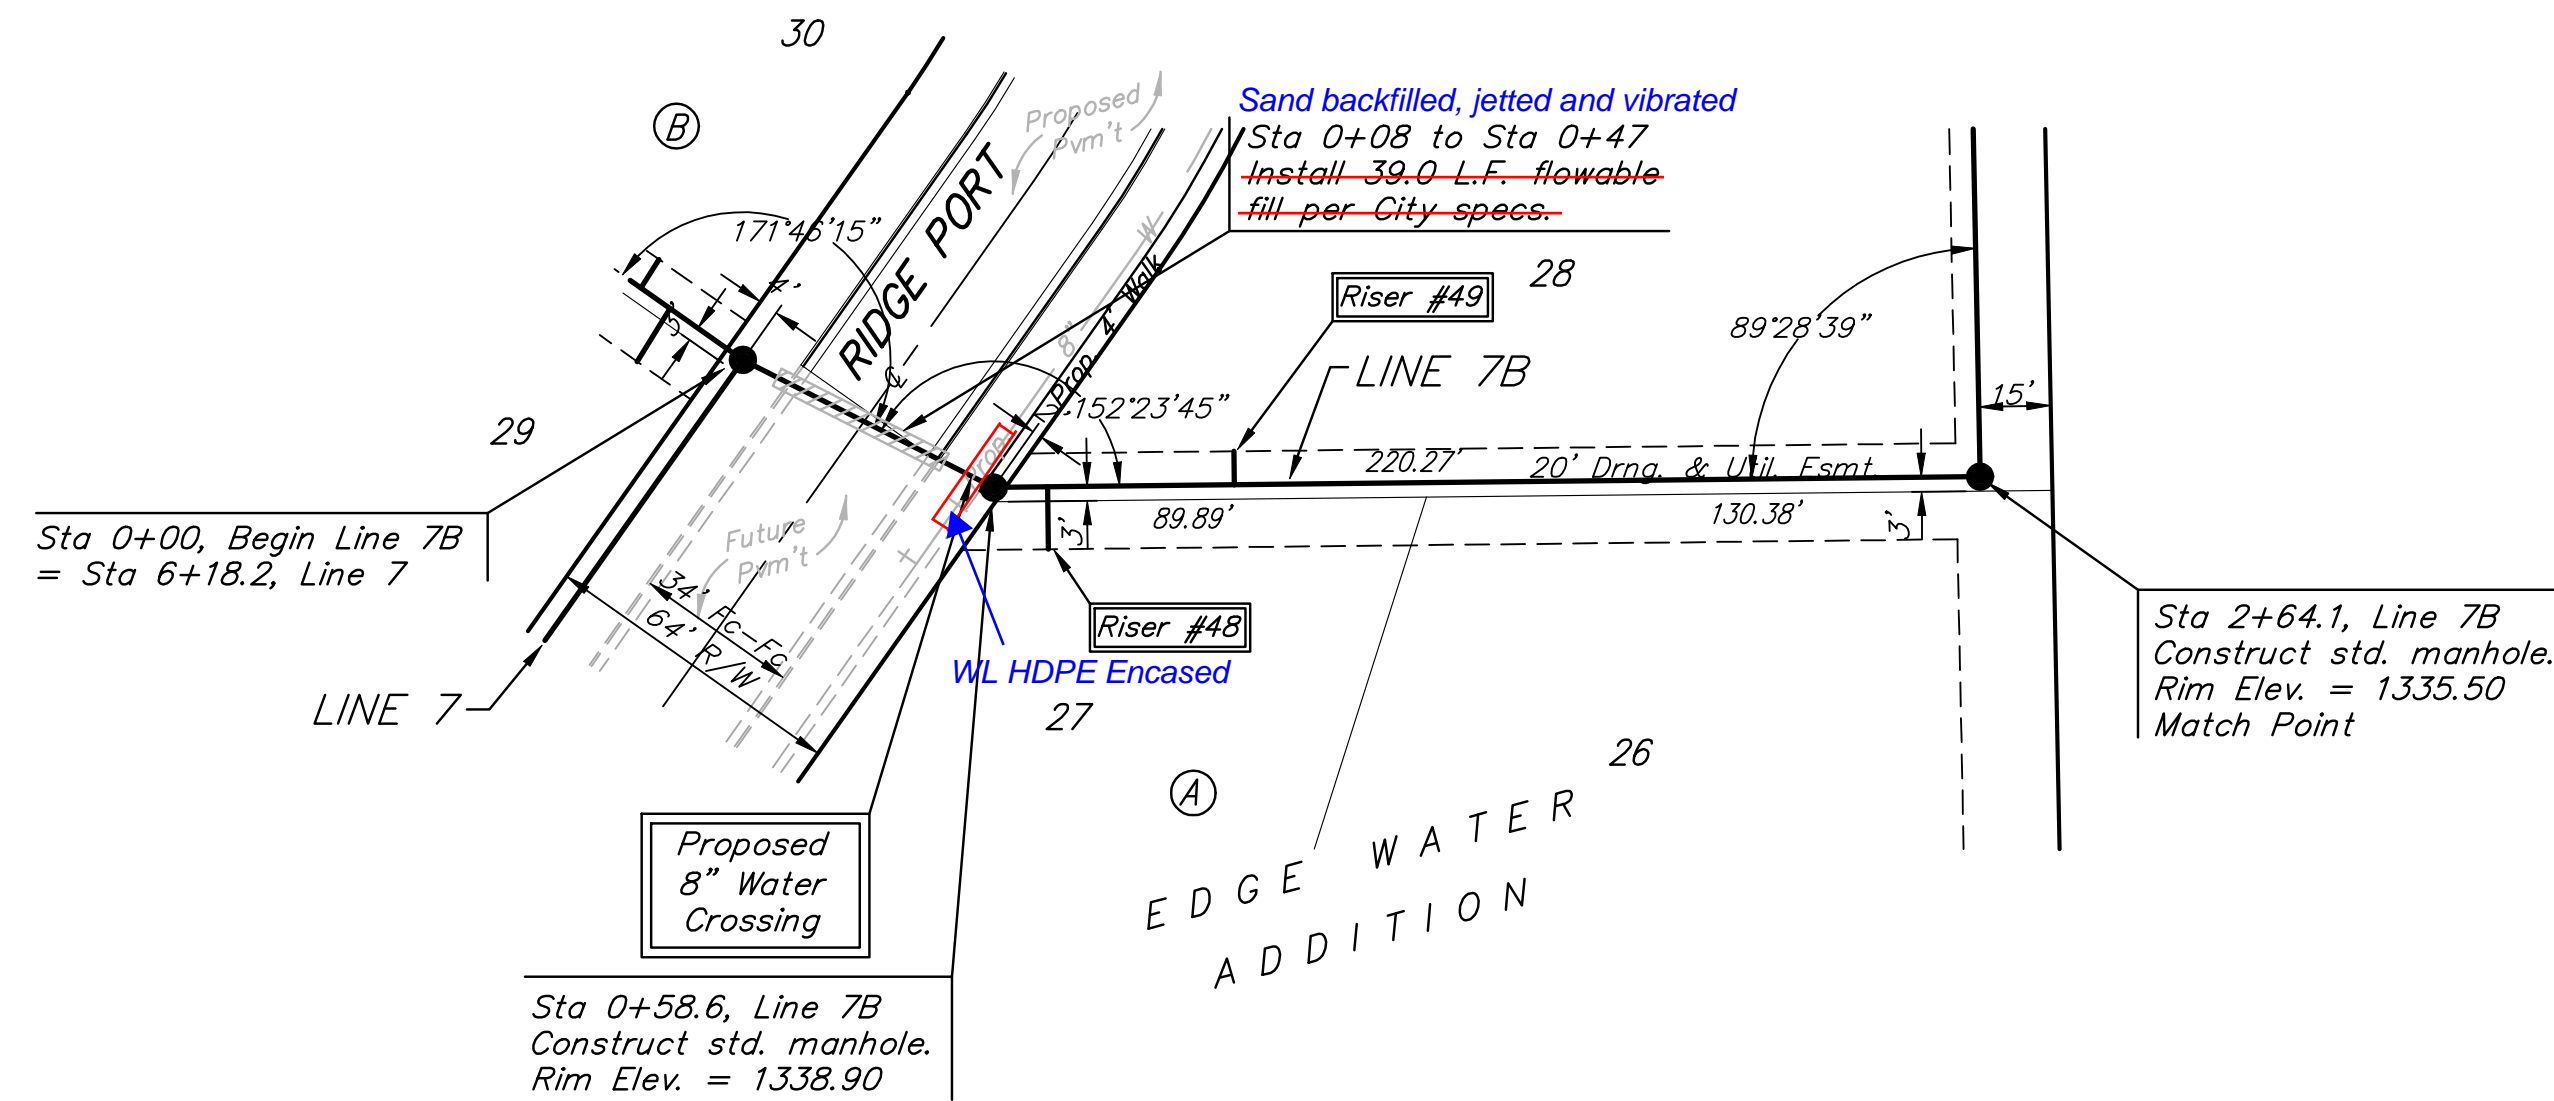 30
B
Proposed
Pvm't
Sand backfilled, jetted and vibrated
Sta 0+08 to Sta 0+47
Install 39.0 L.F. flowable
fill per City specs.
171°46'15"
RIDGE PORT
W
4'
3'
Prop. 4' Walk
8"
Prop.
℄
2'
Riser #49
28
LINE 7B
89°28'39"
15'
152°23'45"
29
220.27'
20' Drng. & Util. Esmt.
89.89'
130.38'
3'
3'
Sta 0+00, Begin Line 7B
= Sta 6+18.2, Line 7
Future
Pvm't
34' Fc-Fc
64' R/W
Riser #48
WL HDPE Encased
LINE 7
27
26
Sta 2+64.1, Line 7B
Construct std. manhole.
Rim Elev. = 1335.50
Match Point
A
EDGE WATER
ADDITION
Proposed
8" Water
Crossing
Sta 0+58.6, Line 7B
Construct std. manhole.
Rim Elev. = 1338.90